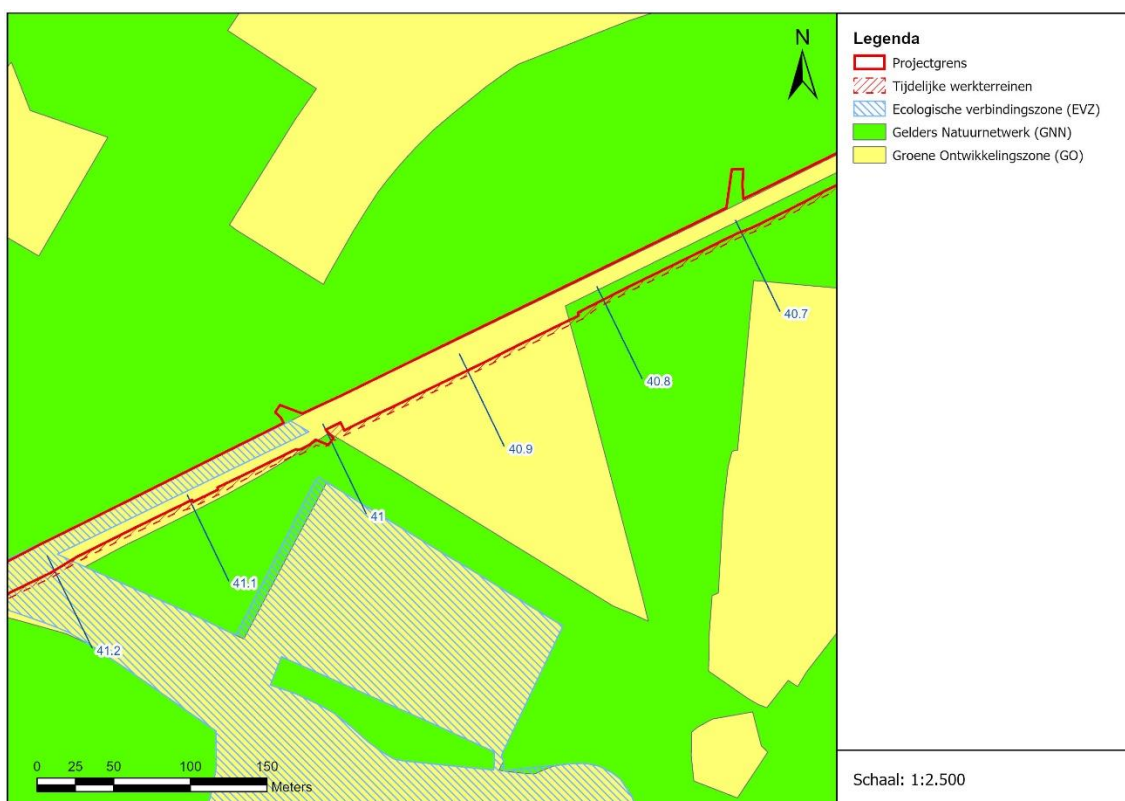 N
40.7
40.8
40.9
41
41.1
41.2
0 25 50 100 150
Meters
Legenda
Projectgrens
Tijdelijke werkterreinen
Ecologische verbindingszone (EVZ)
Gelders Natuurnetwerk (GNN)
Groene Ontwikkelingszone (GO)
Schaal: 1:2.500